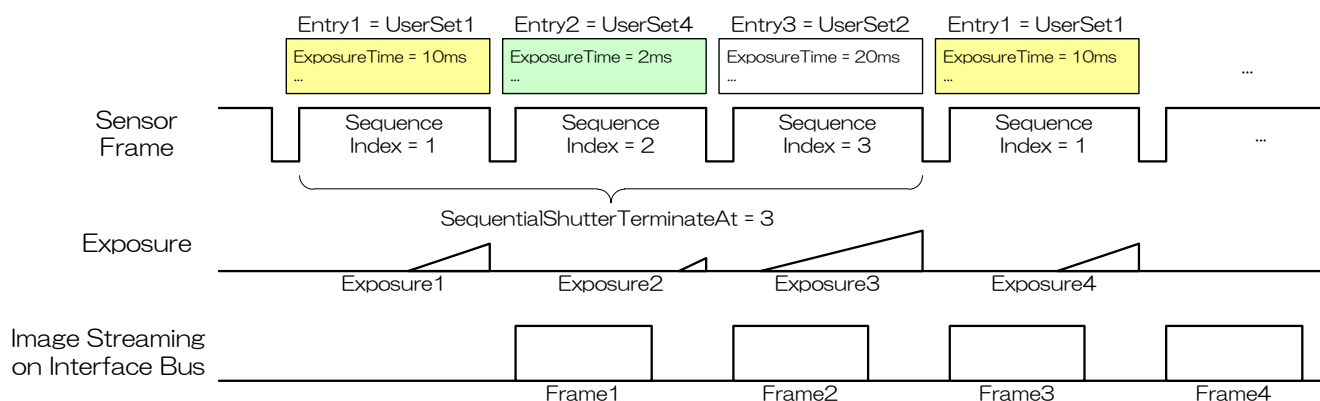 Entry1 = UserSet1
Entry2 = UserSet4
Entry3 = UserSet2
Entry1 = UserSet1
ExposureTime = 10ms
...
ExposureTime = 2ms
...
ExposureTime = 20ms
...
ExposureTime = 10ms
...
...
Sensor
Frame
Sequence
Index = 1
Sequence
Index = 2
Sequence
Index = 3
Sequence
Index = 1
...
SequentialShutterTerminateAt = 3
Exposure
Exposure1
Exposure2
Exposure3
Exposure4
Image Streaming
on Interface Bus
Frame1
Frame2
Frame3
Frame4